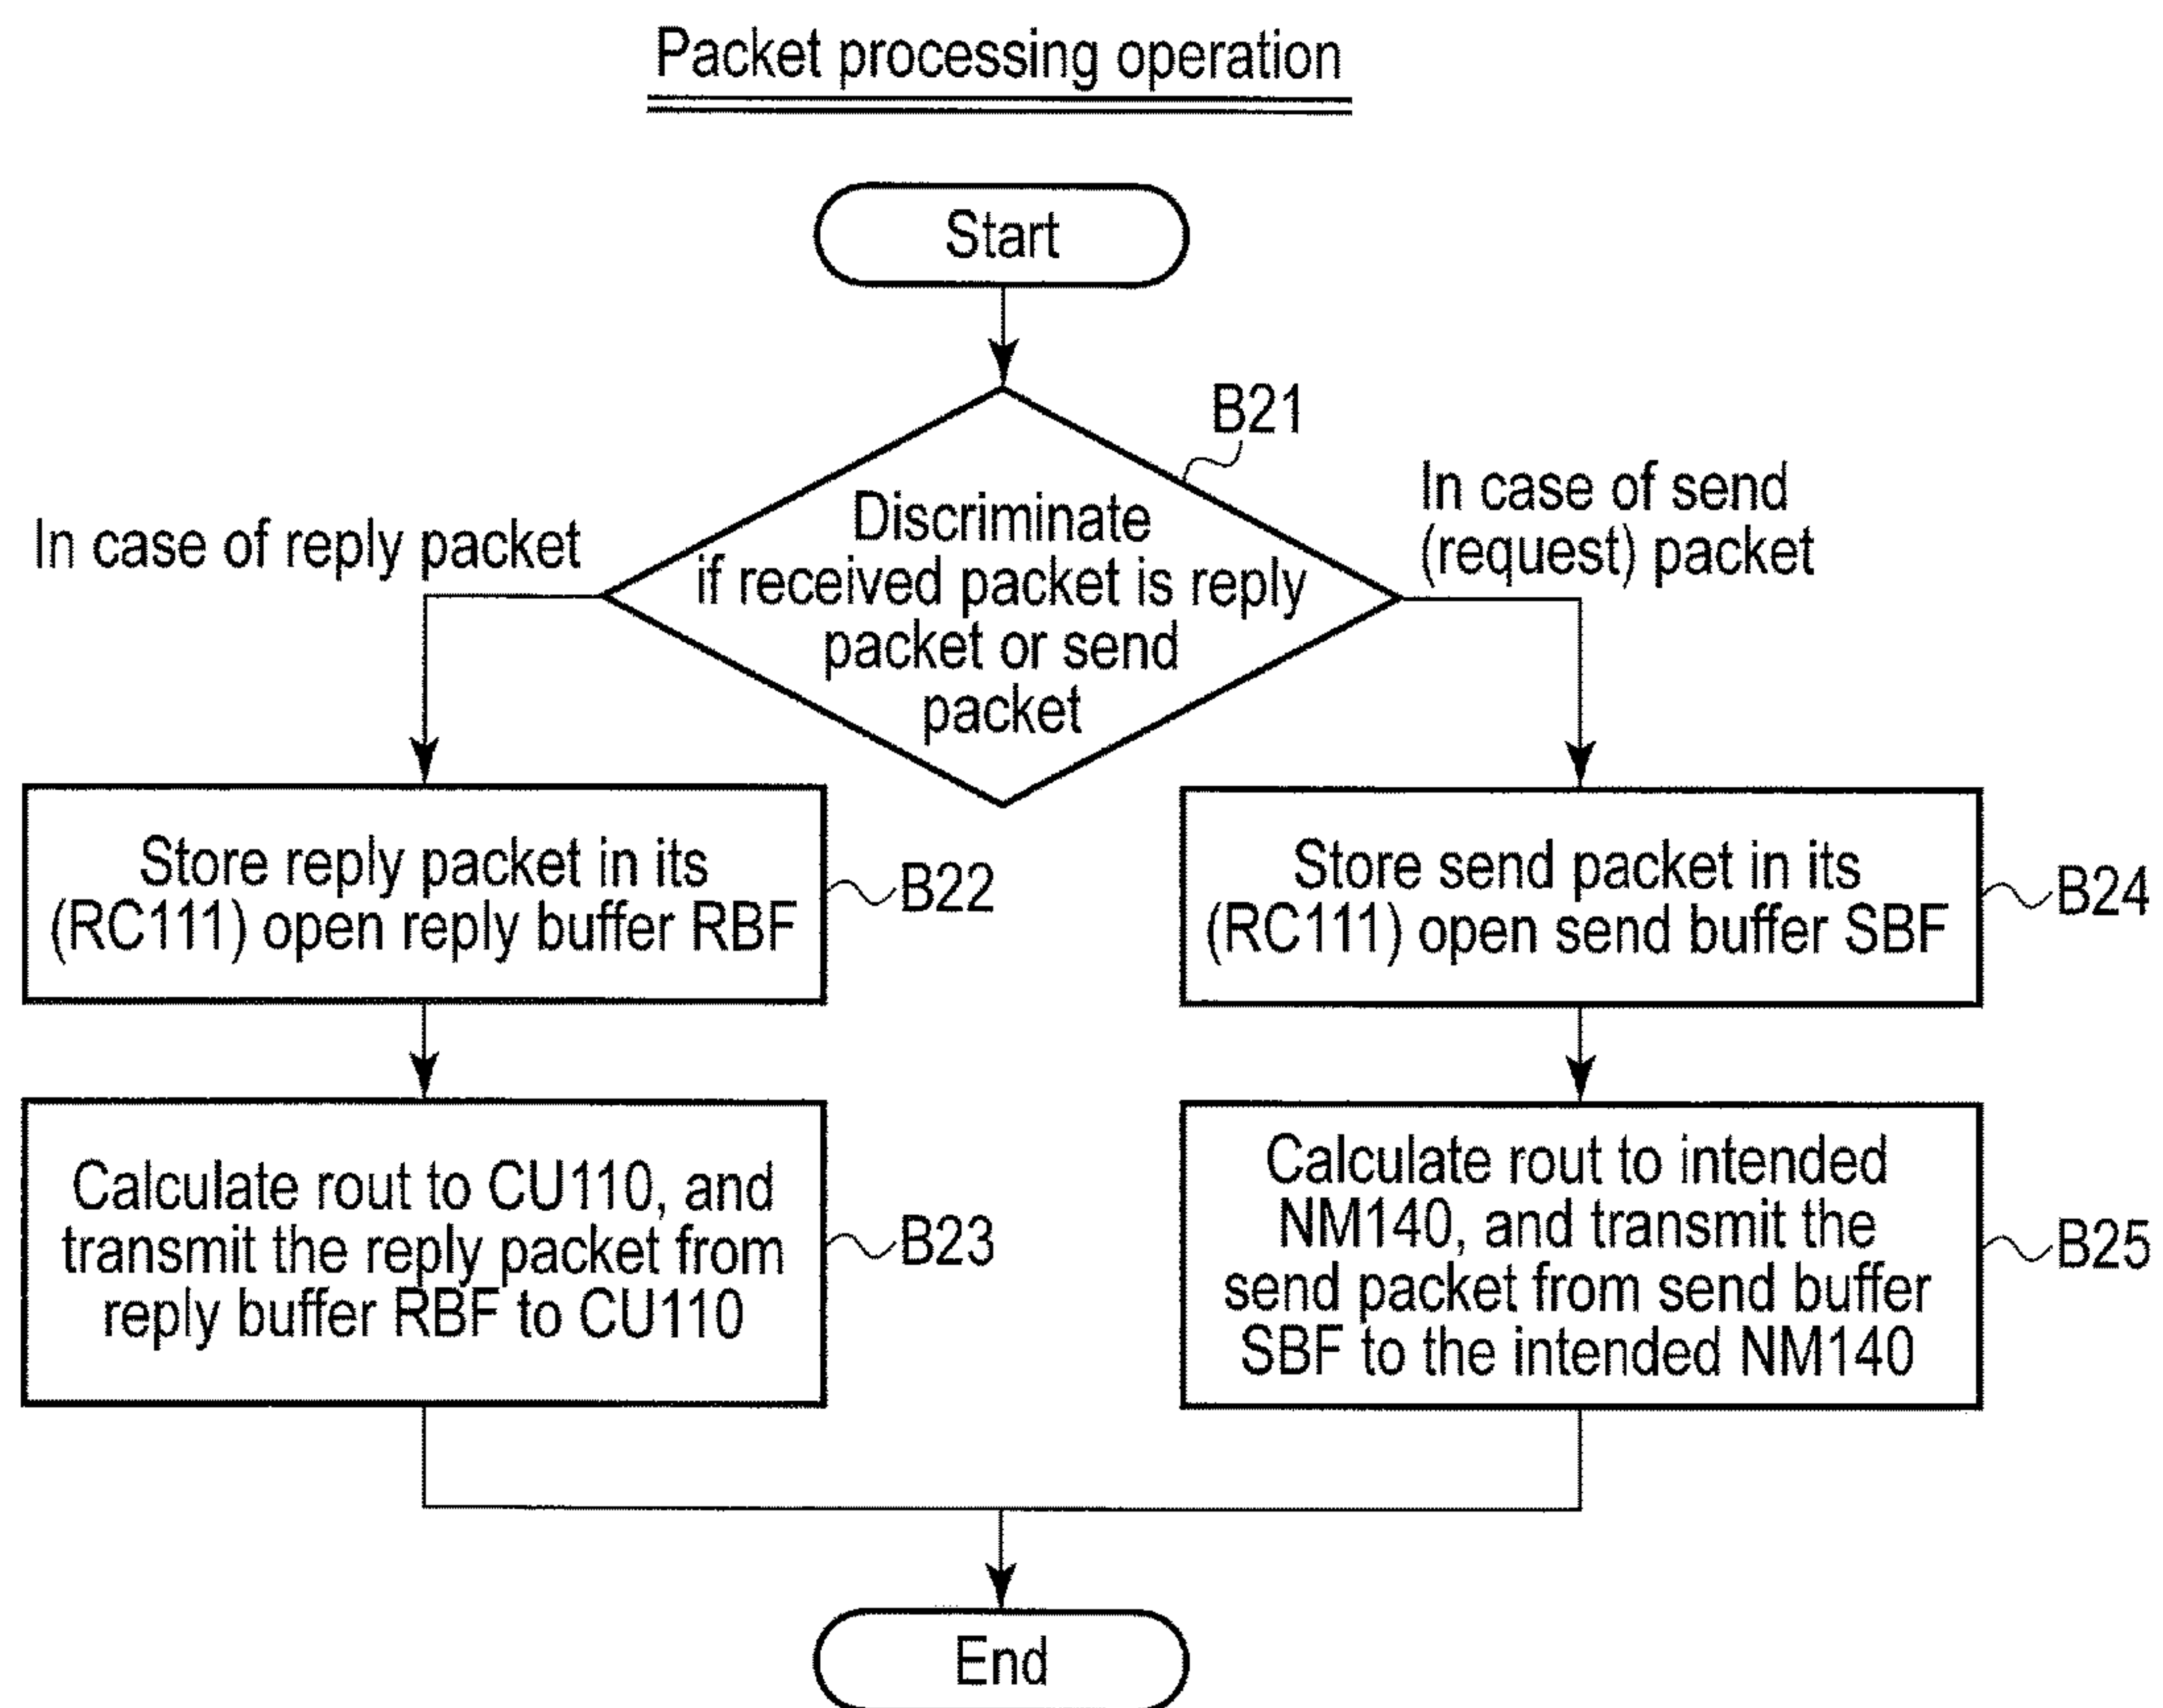 Packet processing operation
Start
B21
In case of reply packet
In case of send
(request) packet
Discriminate
if received packet is reply
packet or send
packet
Store reply packet in its
(RC111) open reply buffer RBF
B22
Store send packet in its
(RC111) open send buffer SBF
B24
Calculate rout to CU110, and
transmit the reply packet from
reply buffer RBF to CU110
B23
Calculate rout to intended
NM140, and transmit the
send packet from send buffer
SBF to the intended NM140
B25
End